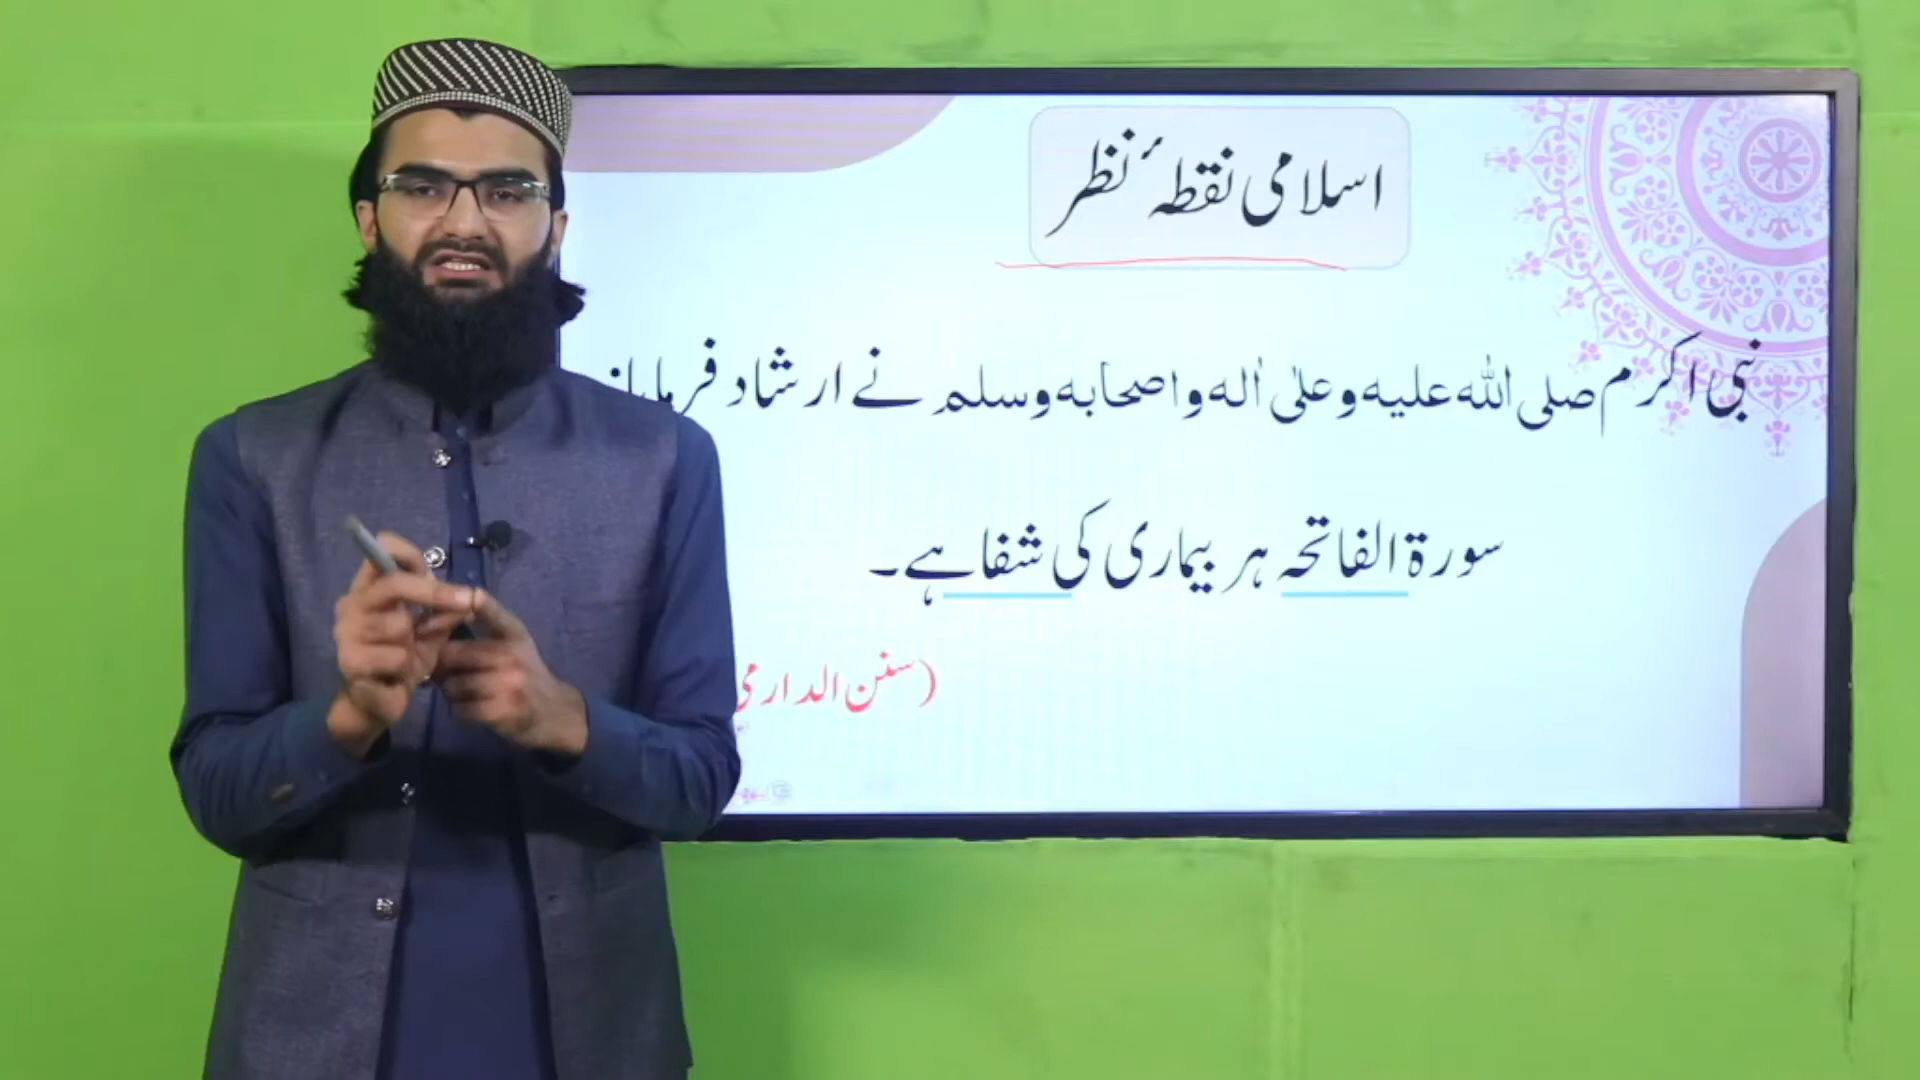 اسلامی نقطۂ نظر
نبی اکرم صلی اللہ علیہ وعلیٰ آلہ واصحابہ وسلم نے ارشاد فرمایا:
سورۃ الفاتحہ ہر بیماری کی شفا ہے۔
(سنن الدارمی